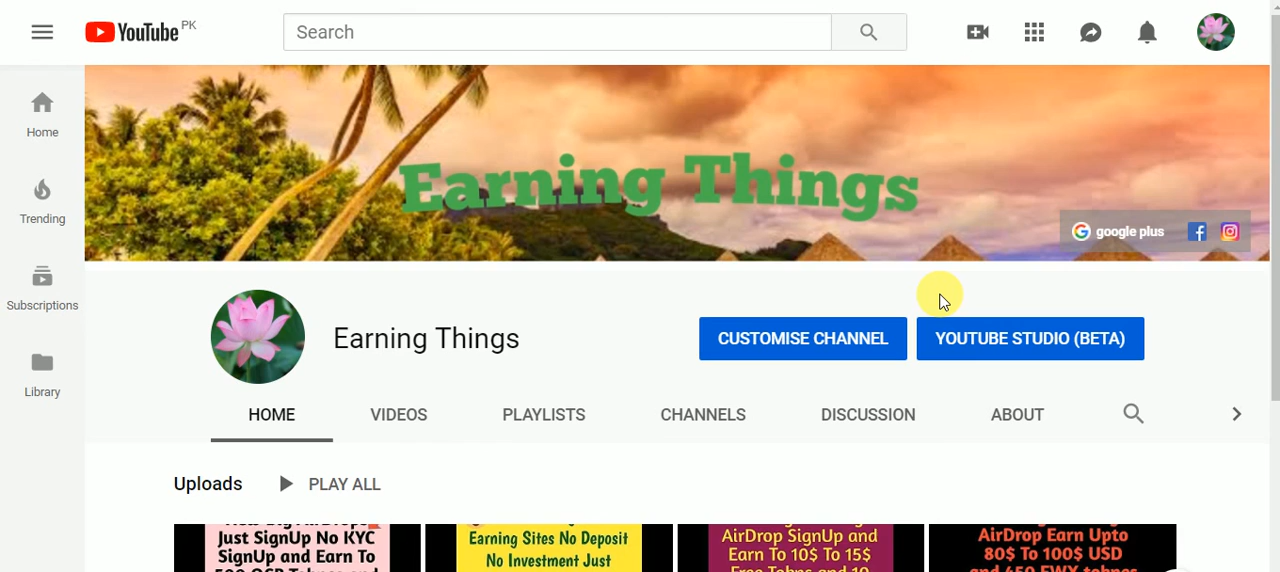 YouTube PK
Search
Home
Trending
Subscriptions
Library
Earning Things
google plus
Earning Things
CUSTOMISE CHANNEL
YOUTUBE STUDIO (BETA)
HOME
VIDEOS
PLAYLISTS
CHANNELS
DISCUSSION
ABOUT
Uploads
PLAY ALL
Just SignUp No KYC
SignUp and Earn To
Earning Sites No Deposit
No Investment Just
AirDrop SignUp and
Earn To 10$ To 15$
AirDrop Earn Upto
80$ To 100$ USD